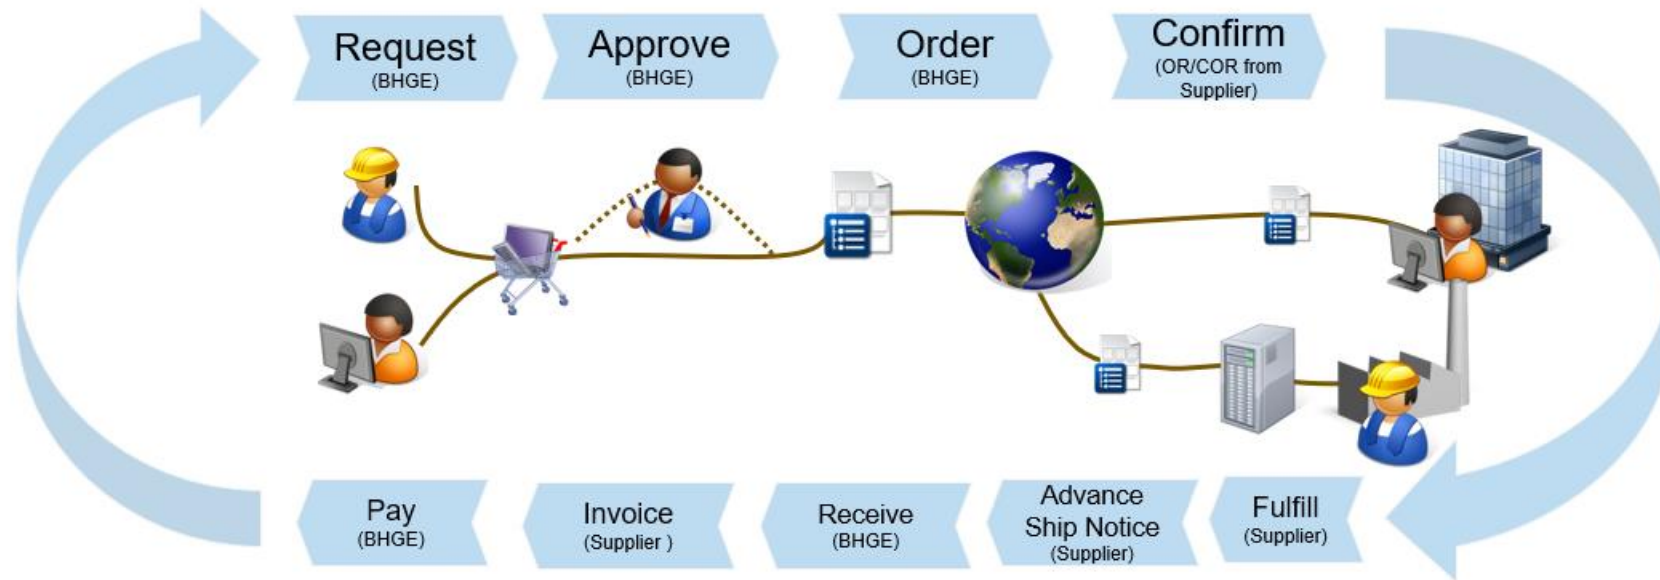 Request
(BHGE)
Approve
(BHGE)
Order
(BHGE)
Confirm
(OR/COR from
Supplier)
Pay
(BHGE)
Invoice
(Supplier )
Receive
(BHGE)
Advance
Ship Notice
(Supplier)
Fulfill
(Supplier)